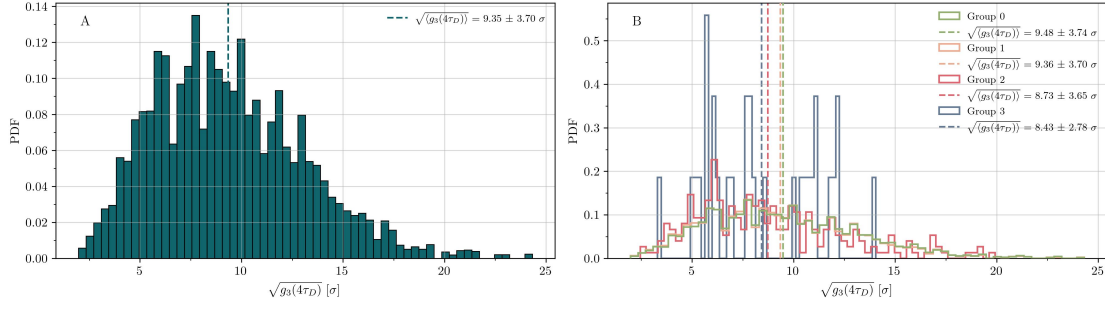 A
√⟨g₃(4τ_D)⟩ = 9.35 ± 3.70 σ
0.14
0.12
0.10
0.08
0.06
0.04
0.02
0.00
PDF
5
10
15
20
25
√g₃(4τ_D) [σ]
B
Group 0
√⟨g₃(4τ_D)⟩ = 9.48 ± 3.74 σ
Group 1
√⟨g₃(4τ_D)⟩ = 9.36 ± 3.70 σ
Group 2
√⟨g₃(4τ_D)⟩ = 8.73 ± 3.65 σ
Group 3
√⟨g₃(4τ_D)⟩ = 8.43 ± 2.78 σ
0.5
0.4
0.3
0.2
0.1
0.0
PDF
5
10
15
20
25
√g₃(4τ_D) [σ]